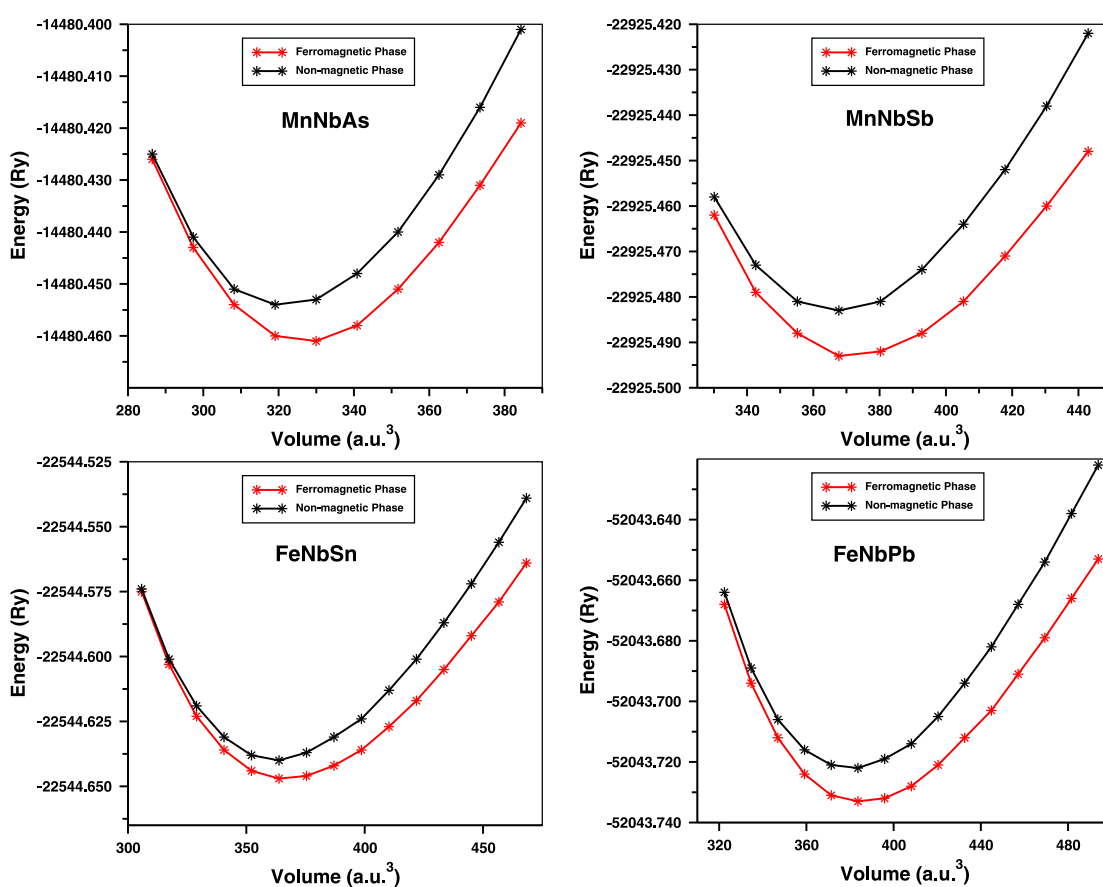 -14480.400
-14480.410
-14480.420
-14480.430
-14480.440
-14480.450
-14480.460
Energy (Ry)
Ferromagnetic Phase
Non-magnetic Phase
MnNbAs
280 300 320 340 360 380
Volume (a.u.³)
-22925.420
-22925.430
-22925.440
-22925.450
-22925.460
-22925.470
-22925.480
-22925.490
-22925.500
Energy (Ry)
Ferromagnetic Phase
Non-magnetic Phase
MnNbSb
340 360 380 400 420 440
Volume (a.u.³)
-22544.525
-22544.550
-22544.575
-22544.600
-22544.625
-22544.650
Energy (Ry)
Ferromagnetic Phase
Non-magnetic Phase
FeNbSn
300 350 400 450
Volume (a.u.³)
-52043.640
-52043.660
-52043.680
-52043.700
-52043.720
-52043.740
Energy (Ry)
Ferromagnetic Phase
Non-magnetic Phase
FeNbPb
320 360 400 440 480
Volume (a.u.³)